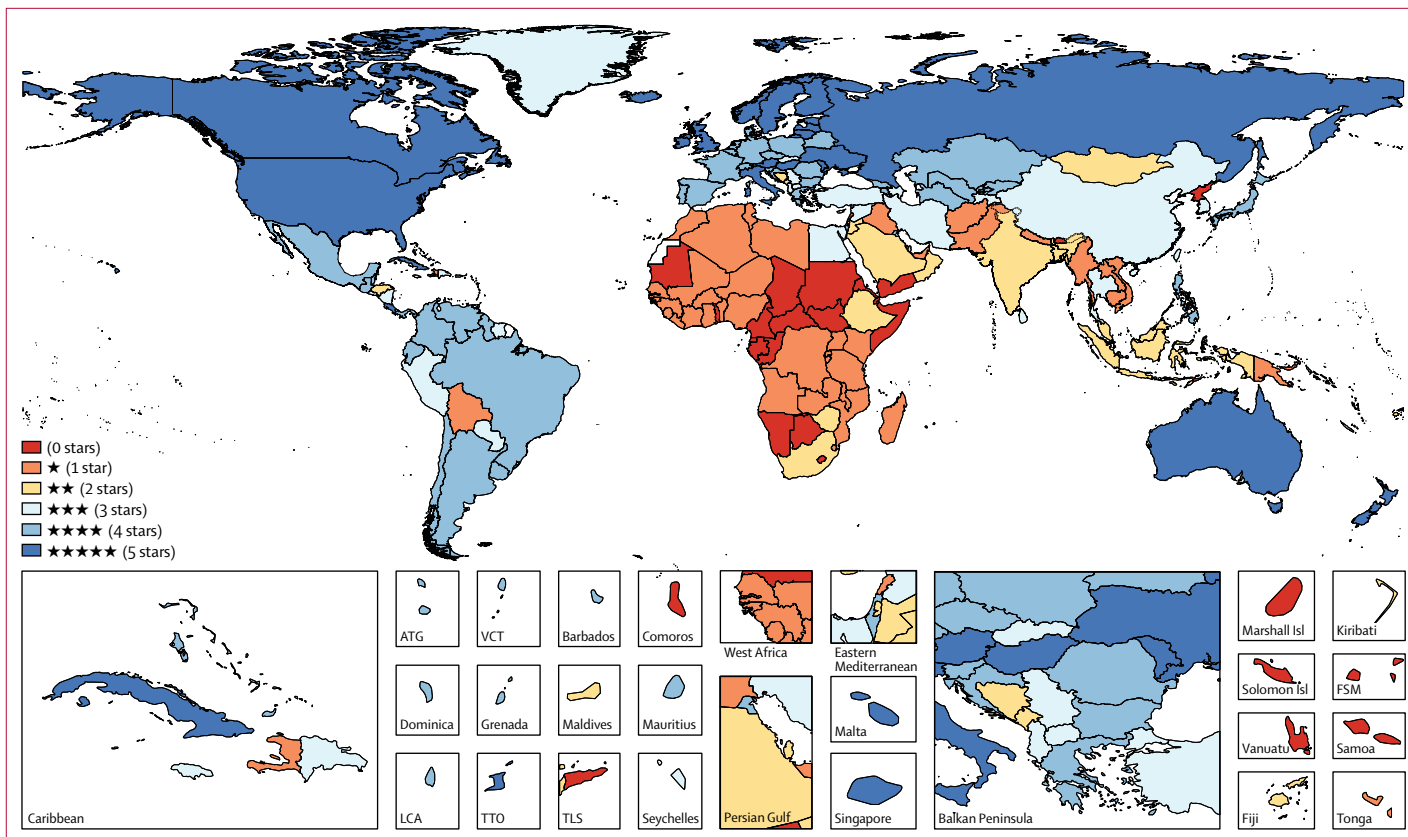 (0 stars)
★ (1 star)
★★ (2 stars)
★★★ (3 stars)
★★★★ (4 stars)
★★★★★ (5 stars)
Caribbean
ATG
VCT
Barbados
Comoros
West Africa
Eastern
Mediterranean
Dominica
Grenada
Maldives
Mauritius
Malta
LCA
TTO
TLS
Seychelles
Persian Gulf
Singapore
Balkan Peninsula
Marshall Isl
Kiribati
Solomon Isl
FSM
Vanuatu
Samoa
Fiji
Tonga